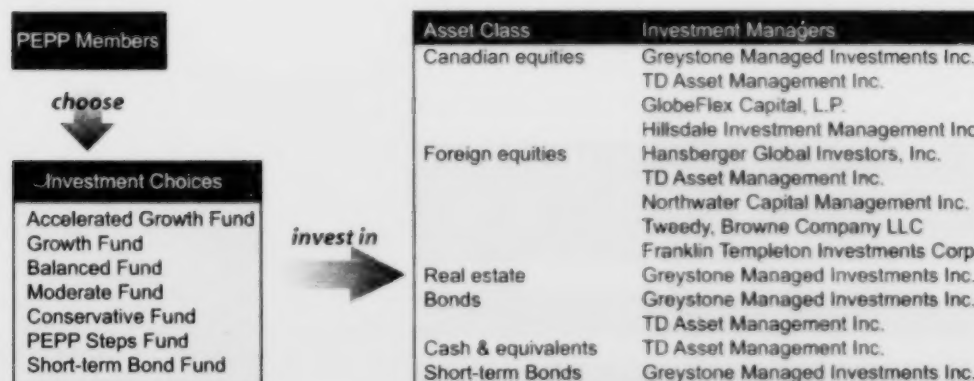 PEPP Members
choose
Investment Choices
Accelerated Growth Fund
Growth Fund
Balanced Fund
Moderate Fund
Conservative Fund
PEPP Steps Fund
Short-term Bond Fund
invest in
Asset Class Investment Managers
Canadian equities Greystone Managed Investments Inc.
TD Asset Management Inc.
GlobeFlex Capital, L.P.
Hillsdale Investment Management Inc
Foreign equities Hansberger Global Investors, Inc.
TD Asset Management Inc.
Northwater Capital Management Inc.
Tweedy, Browne Company LLC
Franklin Templeton Investments Corp
Real estate Greystone Managed Investments Inc.
Bonds Greystone Managed Investments Inc.
TD Asset Management Inc.
Cash & equivalents TD Asset Management Inc.
Short-term Bonds Greystone Managed Investments Inc.